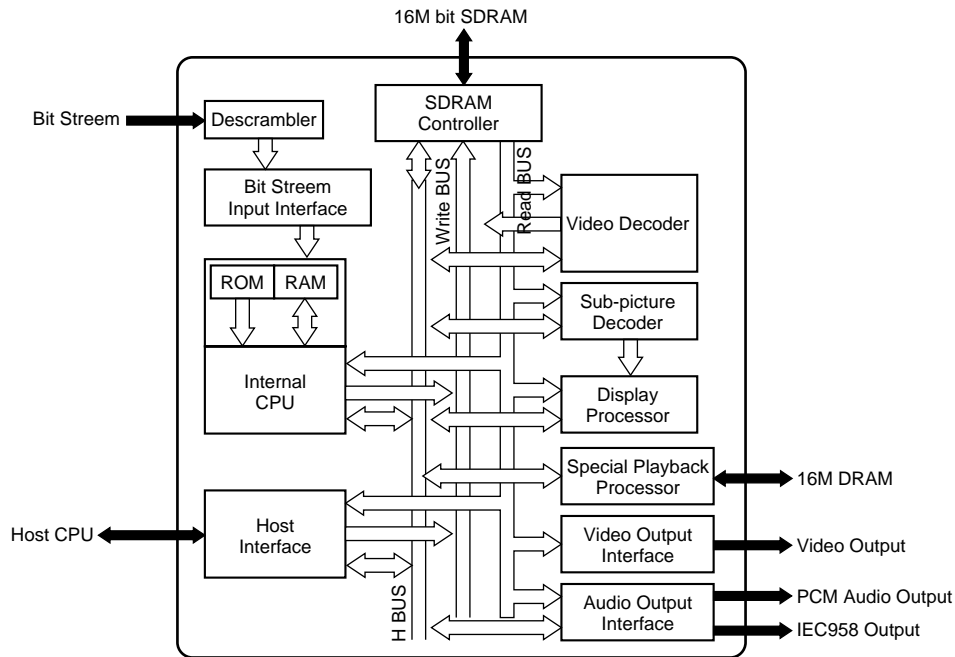 16M bit SDRAM
SDRAM
Controller
Bit Streem
Descrambler
Bit Streem
Input Interface
Write BUS
Read BUS
Video Decoder
ROM
RAM
Sub-picture
Decoder
Internal
CPU
Display
Processor
Special Playback
Processor
16M DRAM
Host CPU
Host
Interface
Video Output
Interface
Video Output
H BUS
Audio Output
Interface
PCM Audio Output
IEC958 Output